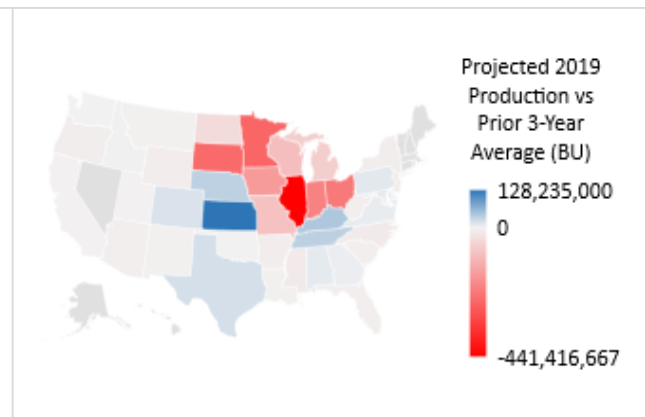 Projected 2019
Production vs
Prior 3-Year
Average (BU)
128,235,000
0
-441,416,667